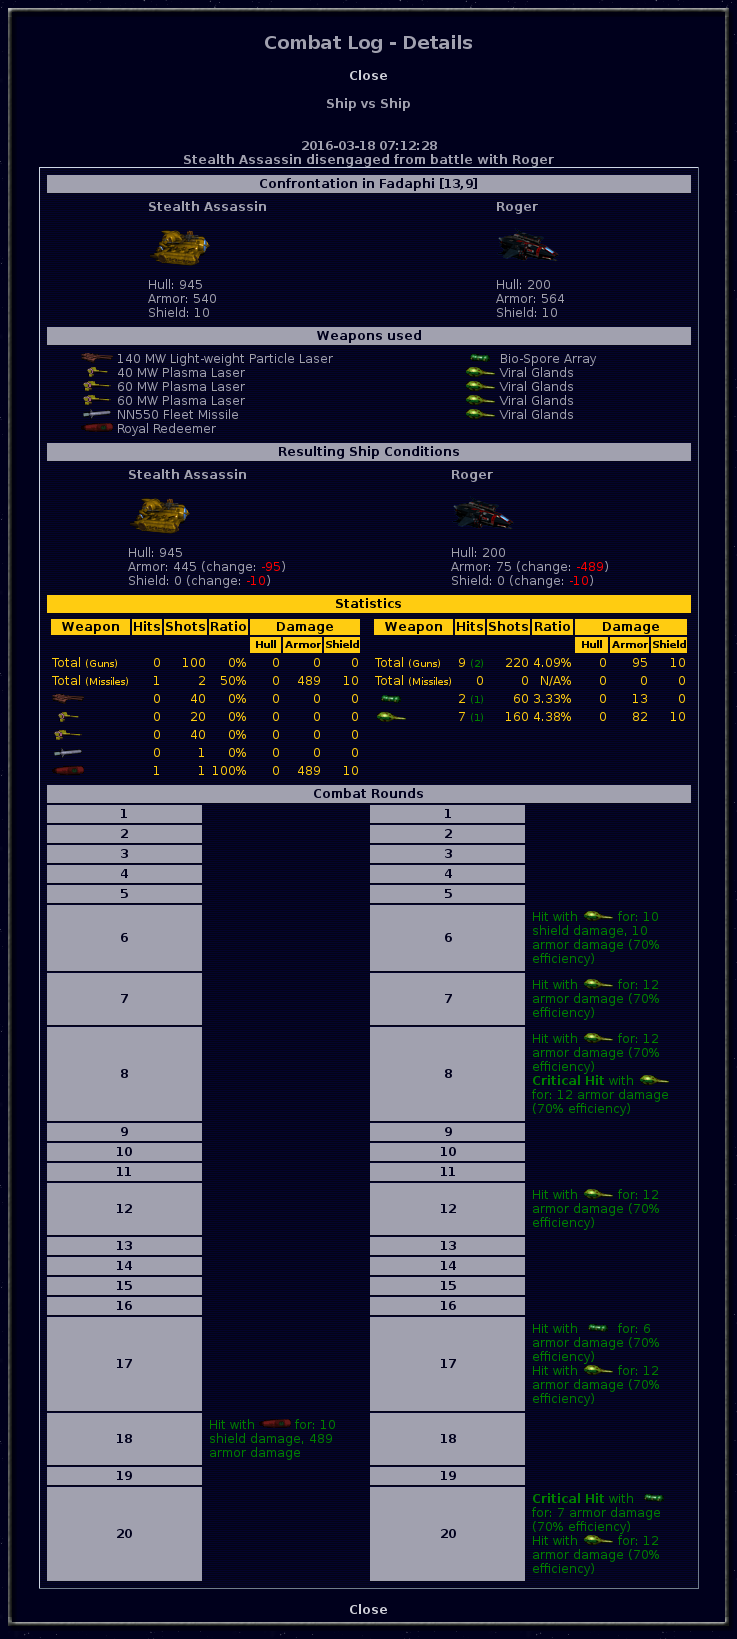 Combat Log - Details
Close
Ship vs Ship
2016-03-18 07:12:28
Stealth Assassin disengaged from battle with Roger
Confrontation in Fadaphi [13,9]
Stealth Assassin Roger
Hull: 945 Hull: 200
Armor: 540 Armor: 564
Shield: 10 Shield: 10
Weapons used
140 MW Light-weight Particle Laser Bio-Spore Array
40 MW Plasma Laser Viral Glands
60 MW Plasma Laser Viral Glands
60 MW Plasma Laser Viral Glands
NN550 Fleet Missile Viral Glands
Royal Redeemer
Resulting Ship Conditions
Stealth Assassin Roger
Hull: 945 Hull: 200
Armor: 445 (change: -95) Armor: 75 (change: -489)
Shield: 0 (change: -10) Shield: 0 (change: -10)
Statistics
Weapon Hits Shots Ratio Damage Weapon Hits Shots Ratio Damage
Hull Armor Shield Hull Armor Shield
Total (Guns) 0 100 0% 0 0 0 Total (Guns) 9 (2) 220 4.09% 0 95 10
Total (Missiles) 1 2 50% 0 489 10 Total (Missiles) 0 0 N/A% 0 0 0
0 40 0% 0 0 0 2 (1) 60 3.33% 0 13 0
0 20 0% 0 0 0 7 (1) 160 4.38% 0 82 10
0 40 0% 0 0 0
0 1 0% 0 0 0
1 1 100% 0 489 10
Combat Rounds
1 1
2 2
3 3
4 4
5 5
6 6
Hit with for: 10
shield damage, 10
armor damage (70%
efficiency)
7 7
Hit with for: 12
armor damage (70%
efficiency)
8 8
Hit with for: 12
armor damage (70%
efficiency)
Critical Hit with
for: 12 armor damage
(70% efficiency)
9 9
10 10
11 11
12 12
Hit with for: 12
armor damage (70%
efficiency)
13 13
14 14
15 15
16 16
17 17
Hit with for: 6
armor damage (70%
efficiency)
Hit with for: 12
armor damage (70%
efficiency)
18
Hit with for: 10
shield damage, 489
armor damage
18
19 19
20 20
Critical Hit with
for: 7 armor damage
(70% efficiency)
Hit with for: 12
armor damage (70%
efficiency)
Close